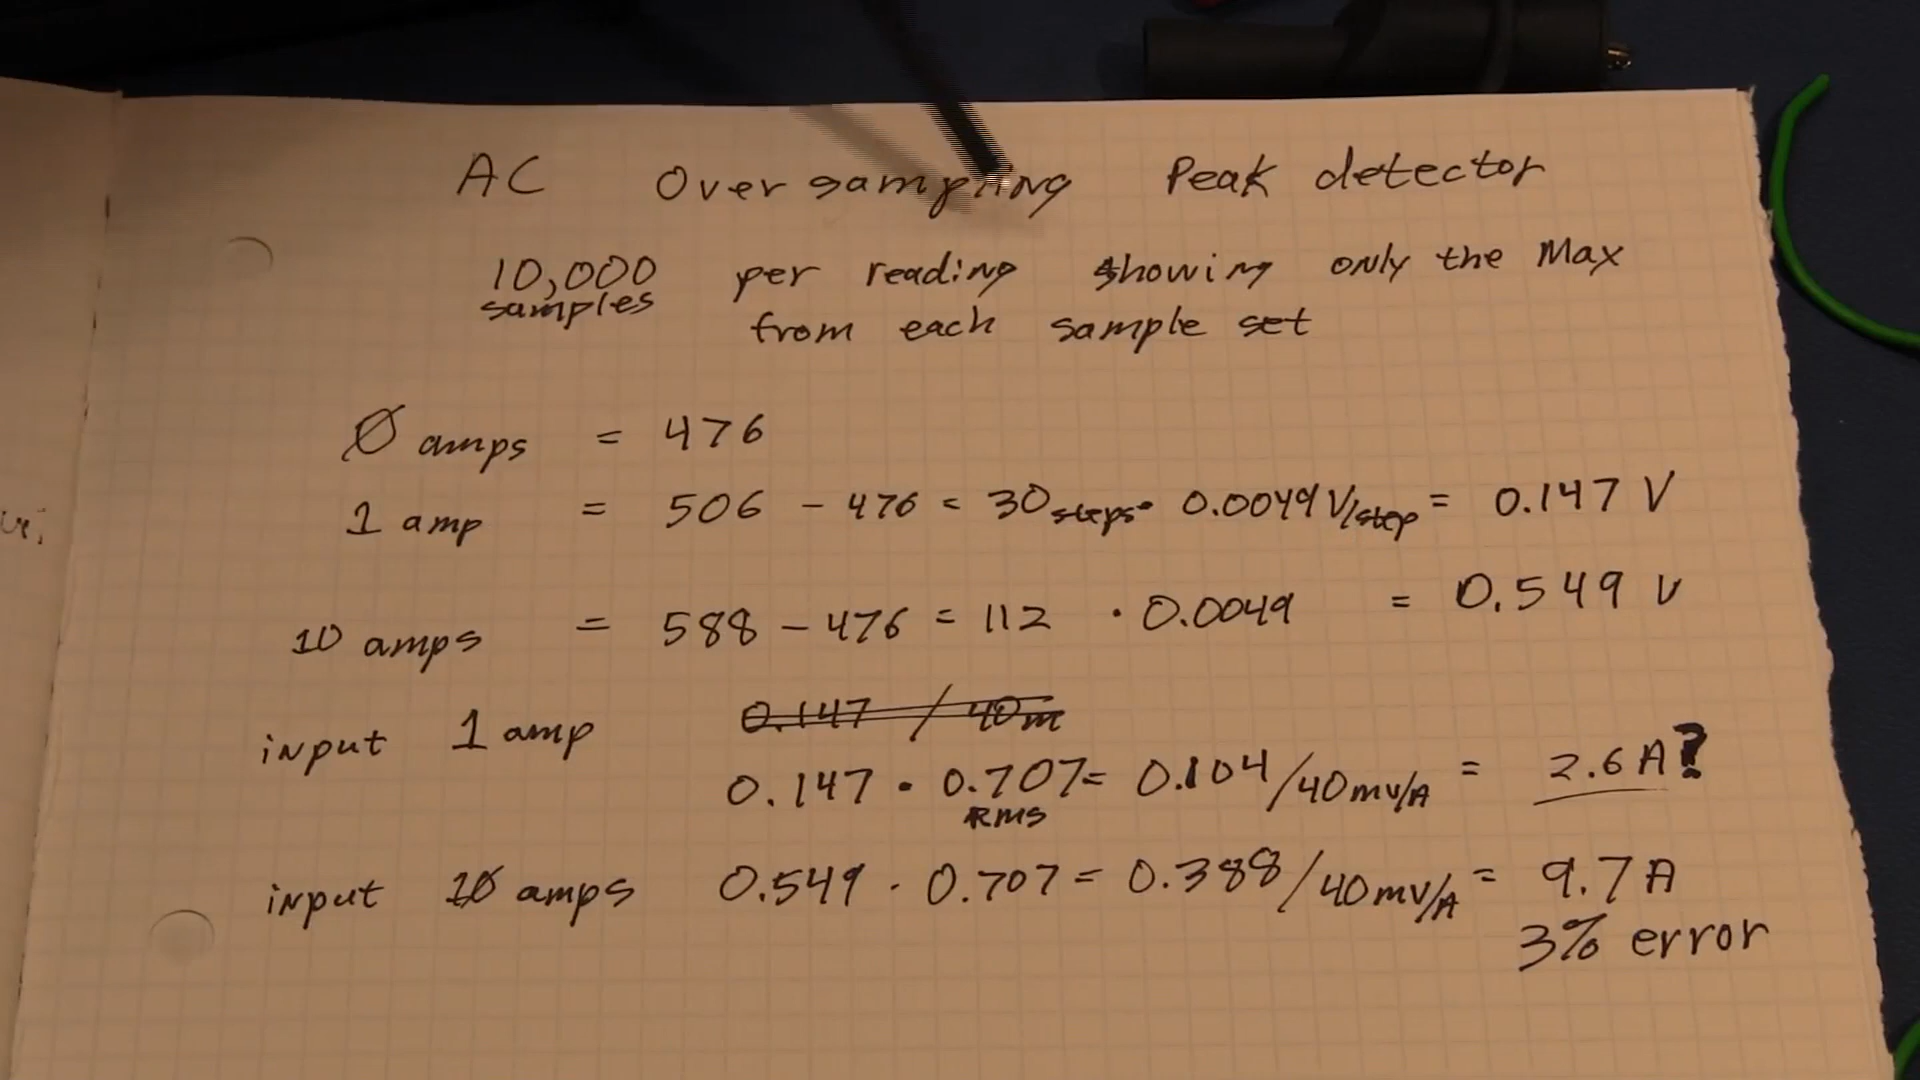 AC Over sampling Peak detector
10,000 per reading showing only the Max
samples
from each sample set
Ø amps = 476
1 amp = 506 - 476 = 30 steps · 0.0049 V/step = 0.147 V
10 amps = 588 - 476 = 112 · 0.0049 = 0.549 V
input 1 amp 0.147 / 40m
0.147 · 0.707 = 0.104/40mv/A = 2.6A?
RMS
input 10 amps 0.549 · 0.707 = 0.388/40mv/A = 9.7A
3% error